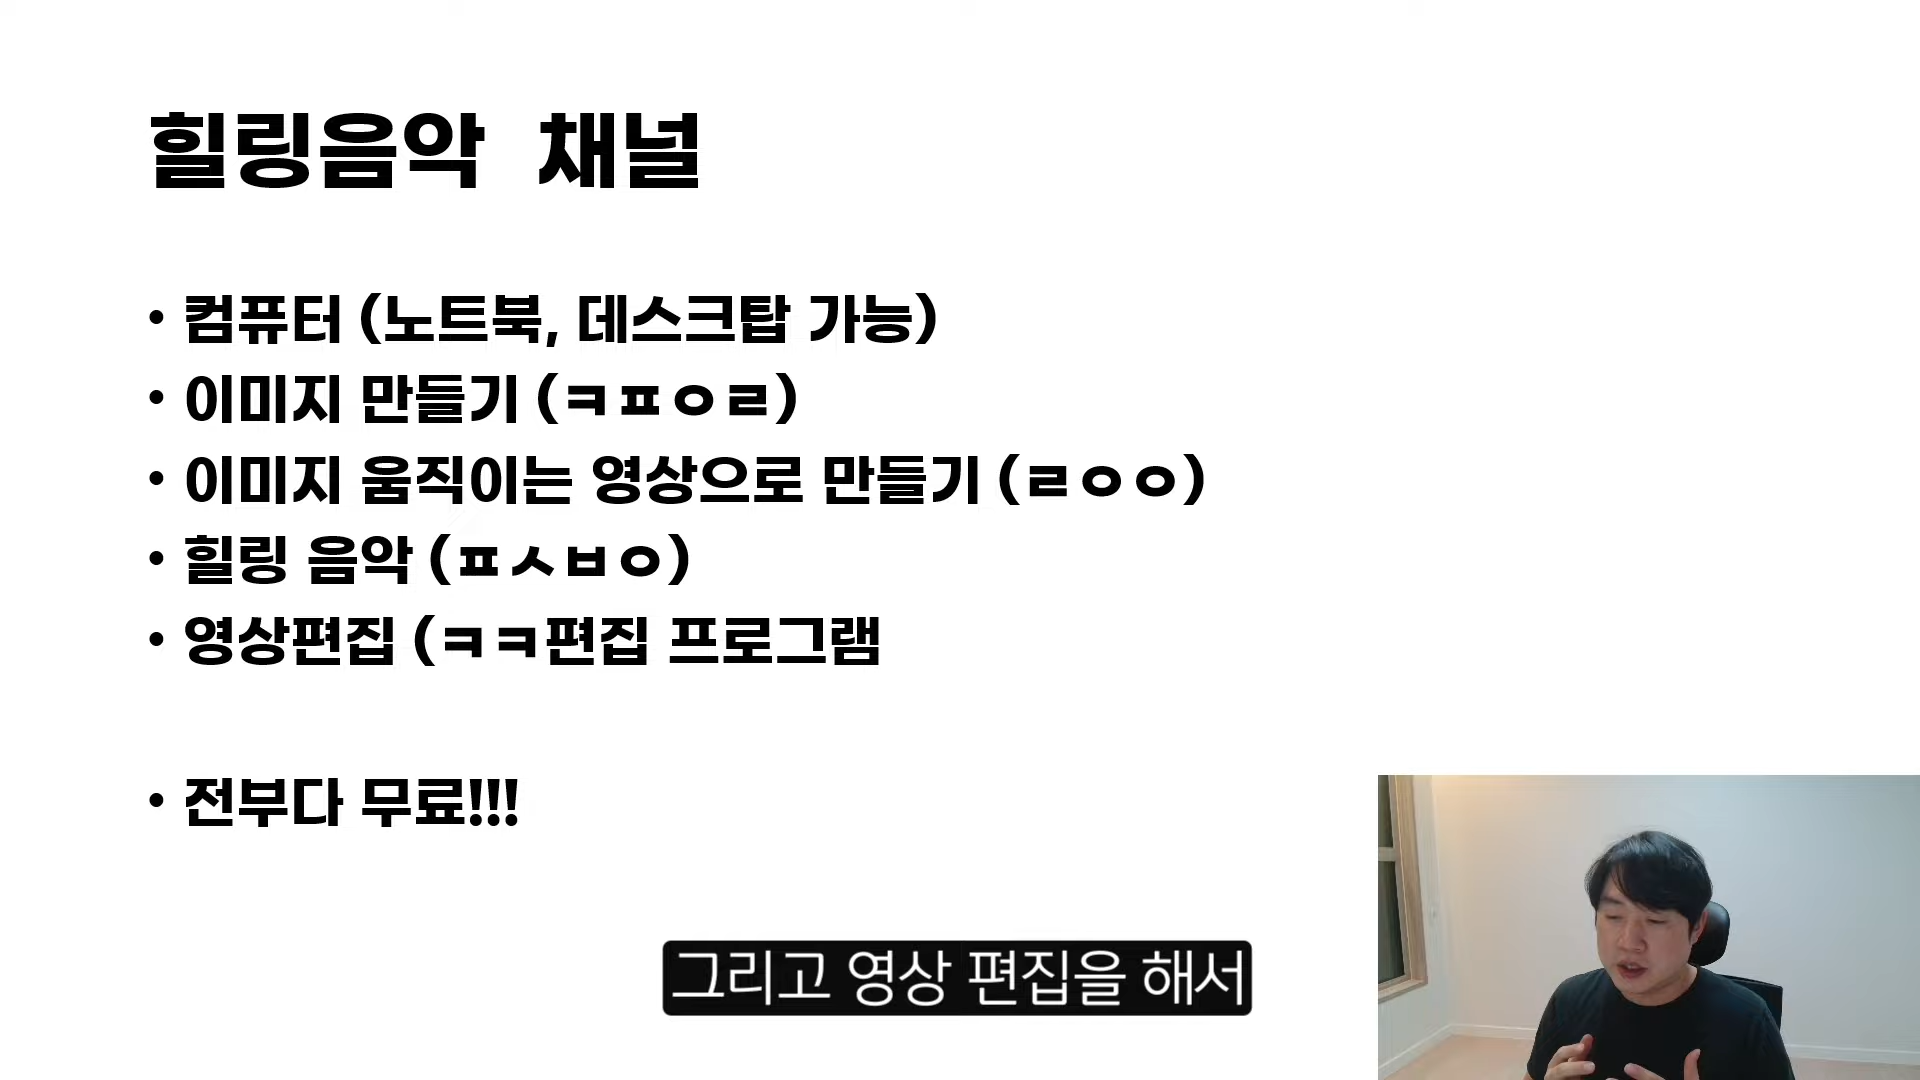 힐링음악 채널
• 컴퓨터 (노트북, 데스크탑 가능)
• 이미지 만들기 (ㅋㅍㅇㄹ)
• 이미지 움직이는 영상으로 만들기 (ㄹㅇㅇ)
• 힐링 음악 (ㅍㅅㅂㅇ)
• 영상편집 (ㅋㅋ편집 프로그램
• 전부다 무료!!!
그리고 영상 편집을 해서